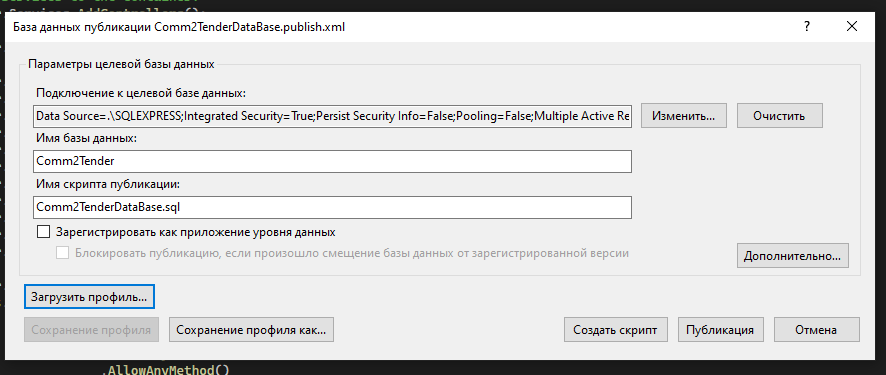 База данных публикации Comm2TenderDataBase.publish.xml
Параметры целевой базы данных
Подключение к целевой базе данных:
Data Source=.\SQLEXPRESS;Integrated Security=True;Persist Security Info=False;Pooling=False;Multiple Active Re
Изменить...
Очистить
Имя базы данных:
Comm2Tender
Имя скрипта публикации:
Comm2TenderDataBase.sql
Зарегистрировать как приложение уровня данных
Блокировать публикацию, если произошло смещение базы данных от зарегистрированной версии
Дополнительно...
Загрузить профиль...
Сохранение профиля
Сохранение профиля как...
Создать скрипт
Публикация
Отмена
.AllowAnyMethod()